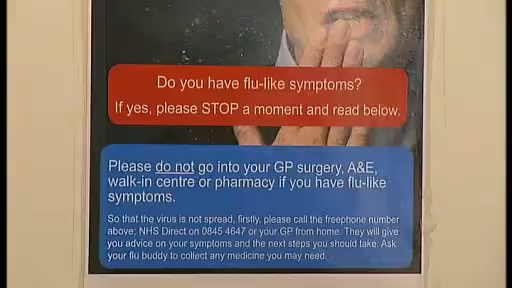 Do you have flu-like symptoms?
If yes, please STOP a moment and read below.
Please do not go into your GP surgery, A&E,
walk-in centre or pharmacy if you have flu-like
symptoms.
So that the virus is not spread, firstly, please call the freephone number
above; NHS Direct on 0845 4647 or your GP from home. They will give
you advice on your symptoms and the next steps you should take. Ask
your flu buddy to collect any medicine you may need.